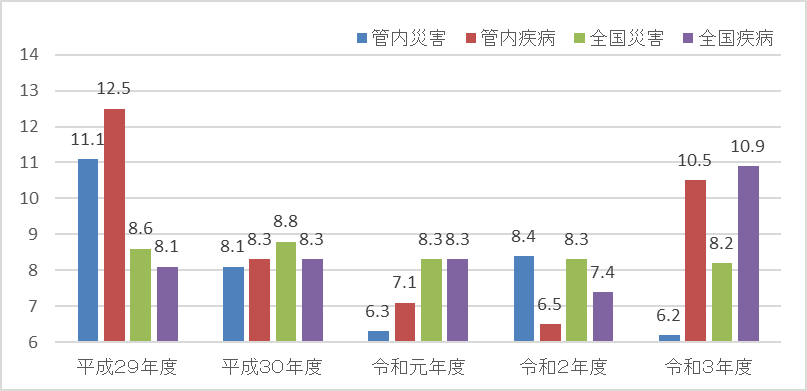 管内災害 管内疾病 全国災害 全国疾病
14
13
12
11
10
9
8
7
6
11.1 12.5 8.6 8.1
8.1 8.3 8.8 8.3
6.3 7.1 8.3 8.3
8.4 6.5 8.3 7.4
6.2 10.5 8.2 10.9
平成29年度 平成30年度 令和元年度 令和2年度 令和3年度